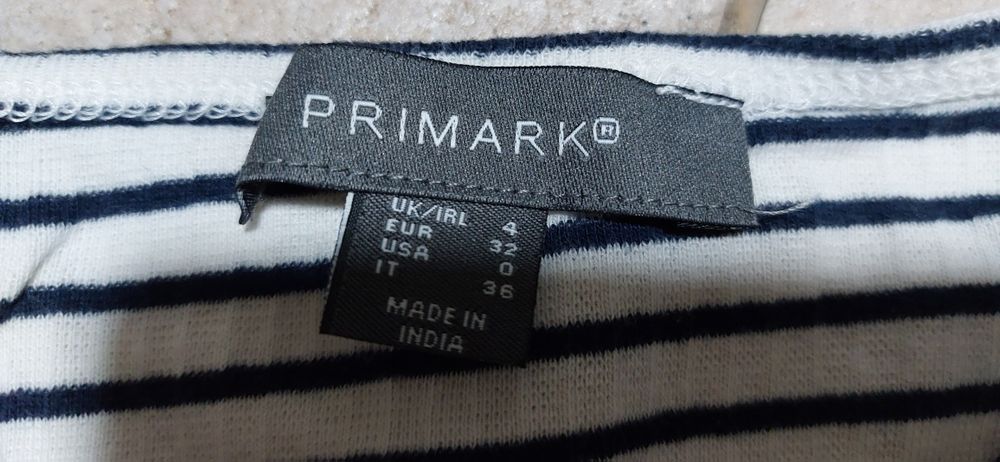 PRIMARK®
UK/IRL 4
EUR 32
USA 0
IT 36
MADE IN
INDIA